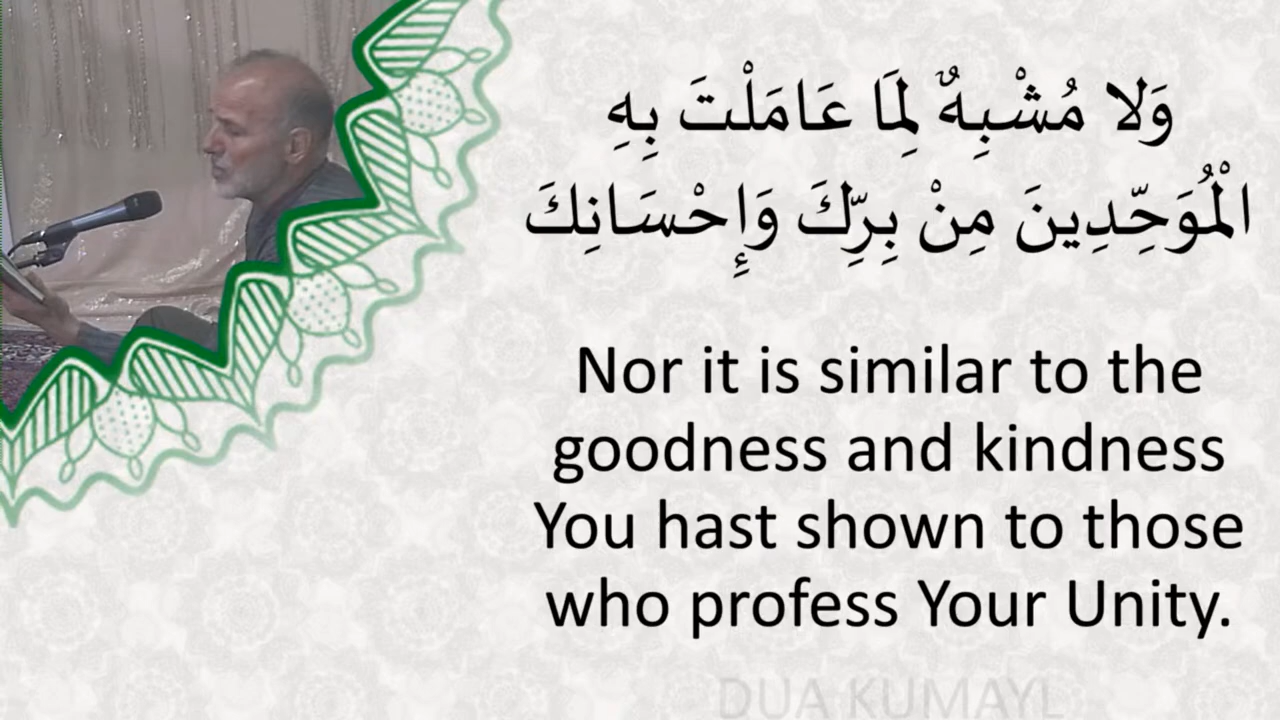 وَلا مُشْبِهٌ لِمَا عَامَلْتَ بِهِ
الْمُوَحِّدِينَ مِنْ بِرِّكَ وَإِحْسَانِكَ
Nor it is similar to the
goodness and kindness
You hast shown to those
who profess Your Unity.
DUA KUMAYL